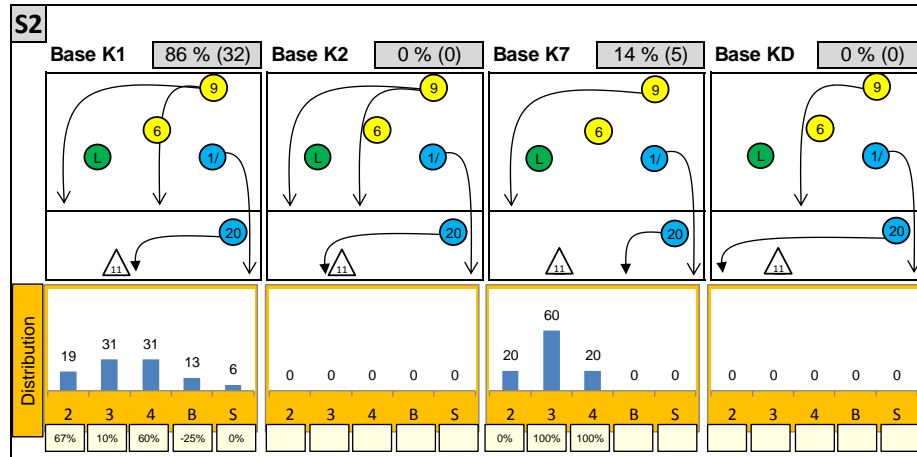 S2
Base K1 86 % (32) Base K2 0 % (0) Base K7 14 % (5) Base KD 0 % (0)
9 9 9 9
6 6 6 6
L 1/ L 1/ L 1/ L 1/
20 20 20 20
11 11 11 11
Distribution
19 31 31 13 6 0 0 0 0 0 20 60 20 0 0 0 0 0 0 0
2 3 4 B S 2 3 4 B S 2 3 4 B S 2 3 4 B S
67% 10% 60% -25% 0% 0% 100% 100%